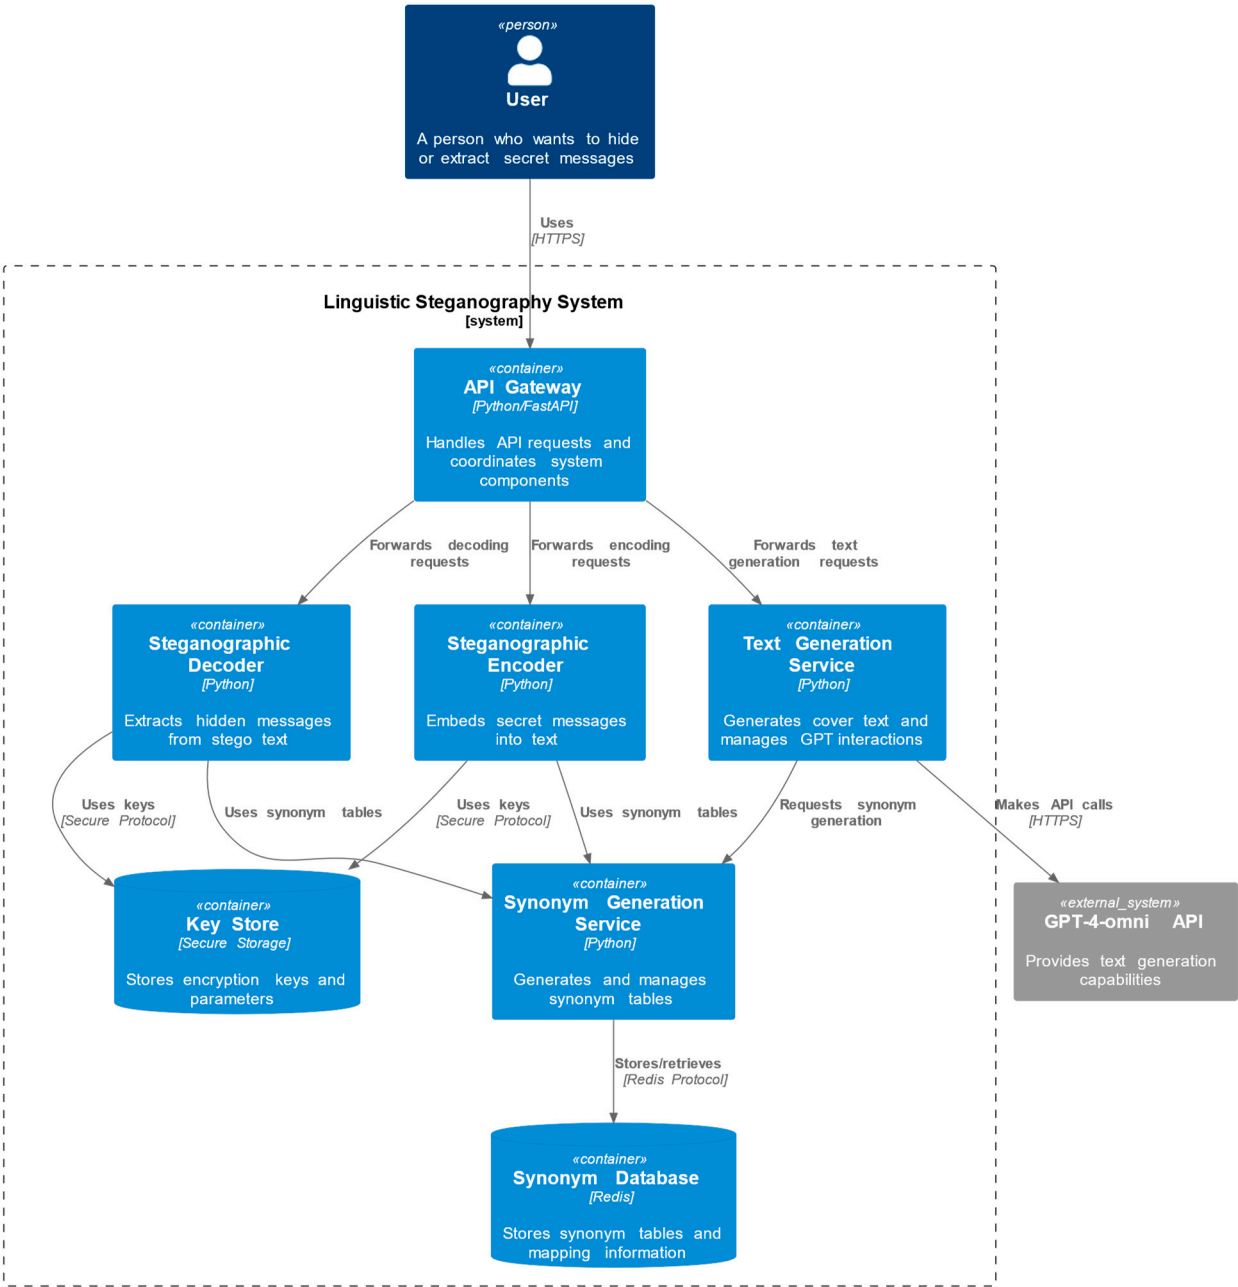 «person»
User
A person who wants to hide
or extract secret messages
Uses
[HTTPS]
Linguistic Steganography System
[system]
«container»
API Gateway
[Python/FastAPI]
Handles API requests and
coordinates system
components
Forwards decoding
requests
Forwards encoding
requests
Forwards text
generation requests
«container»
Steganographic
Decoder
[Python]
Extracts hidden messages
from stego text
«container»
Steganographic
Encoder
[Python]
Embeds secret messages
into text
«container»
Text Generation
Service
[Python]
Generates cover text and
manages GPT interactions
Uses keys
[Secure Protocol]
Uses synonym tables
Uses keys
[Secure Protocol]
Uses synonym tables
Requests synonym
generation
Makes API calls
[HTTPS]
«container»
Key Store
[Secure Storage]
Stores encryption keys and
parameters
«container»
Synonym Generation
Service
[Python]
Generates and manages
synonym tables
«external_system»
GPT-4-omni API
Provides text generation
capabilities
Stores/retrieves
[Redis Protocol]
«container»
Synonym Database
[Redis]
Stores synonym tables and
mapping information